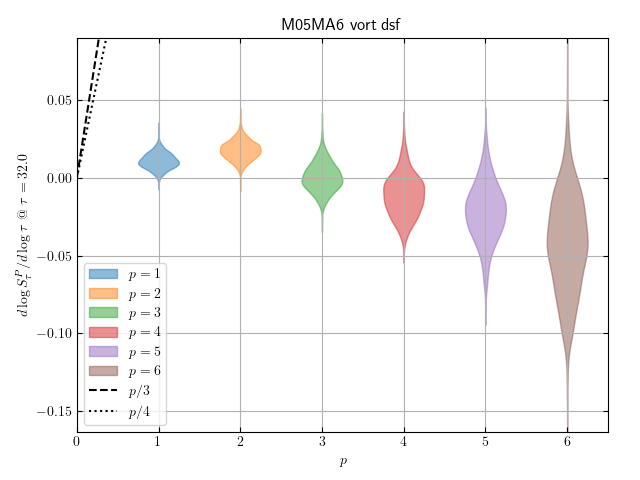 M05MA6 vort dsf
d log S_τ^P / d log τ @ τ = 32.0
0.05
0.00
−0.05
−0.10
−0.15
p = 1
p = 2
p = 3
p = 4
p = 5
p = 6
p/3
p/4
0 1 2 3 4 5 6
p